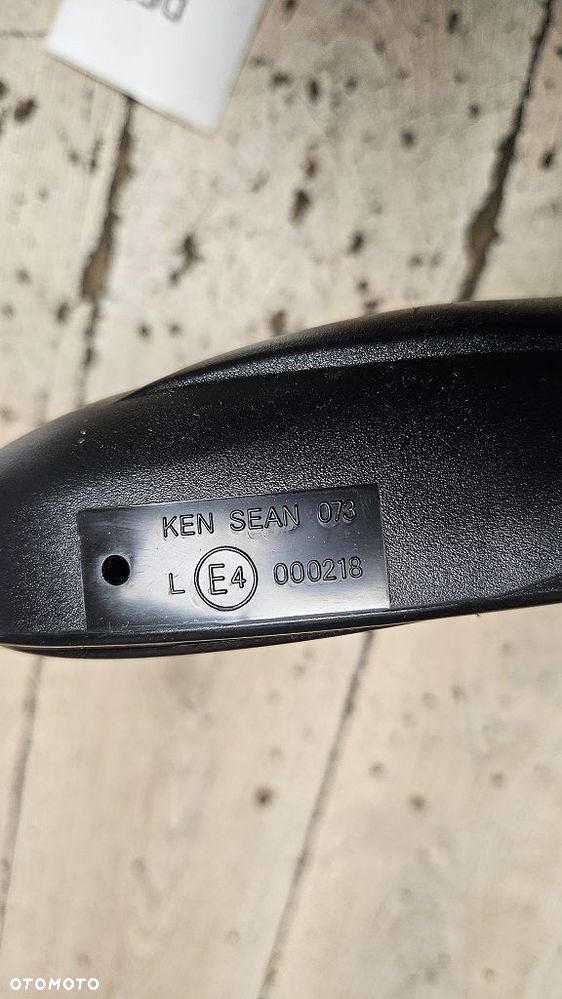 KEN SEAN 073
L E4 000218
OTOMOTO